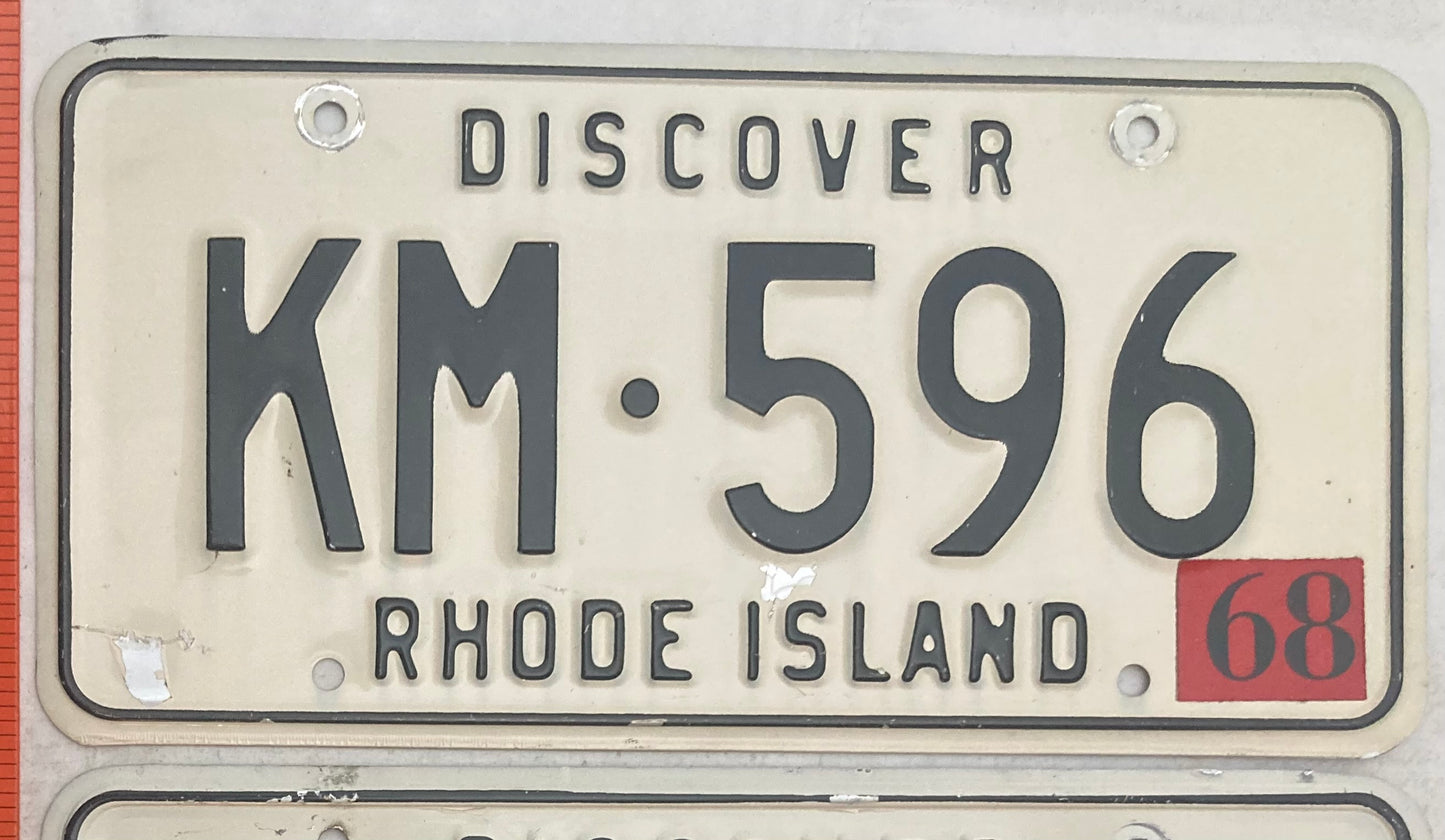 DISCOVER
KM·596
RHODE ISLAND
68